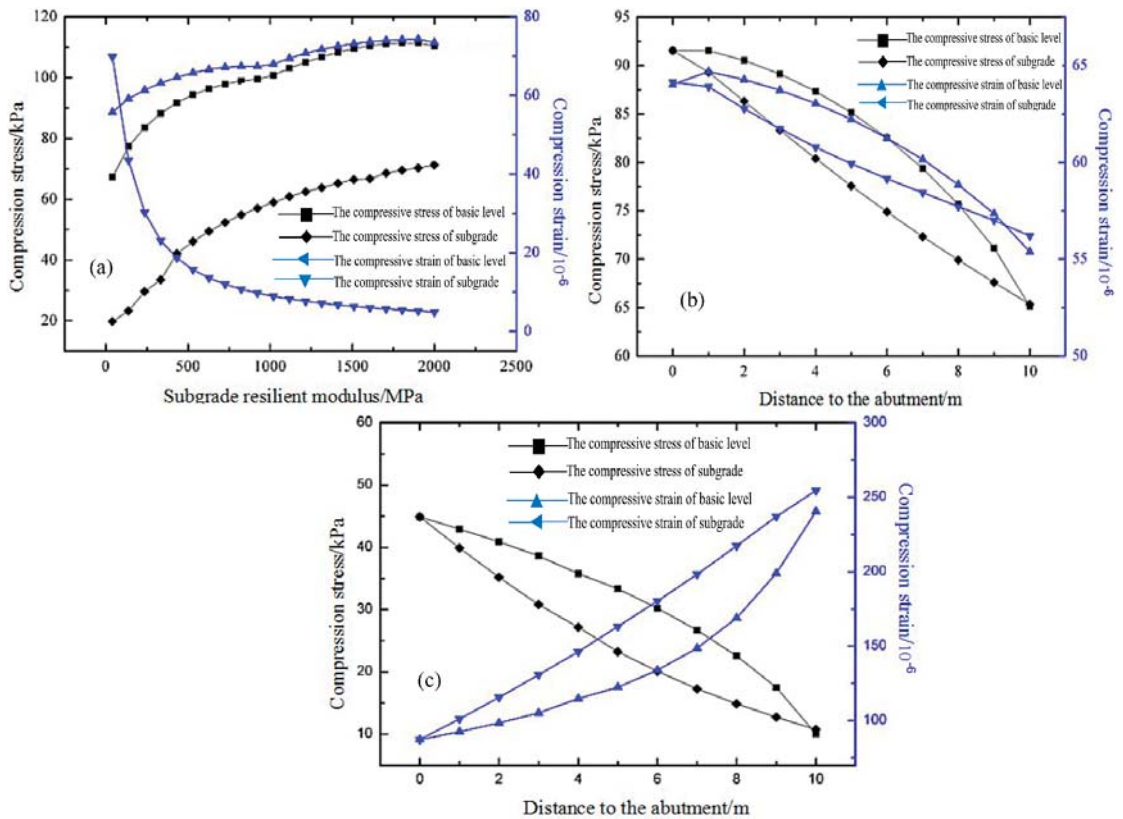 120
100
80
60
40
20
Compression stress/kPa
80
60
40
20
0
Compression strain/10-6
The compressive stress of basic level
The compressive stress of subgrade
The compressive strain of basic level
The compressive strain of subgrade
(a)
0
500
1000
1500
2000
2500
Subgrade resilient modulus/MPa
95
90
85
80
75
70
65
60
Compression stress/kPa
65
60
55
50
Compression strain/10-6
The compressive stress of basic level
The compressive stress of subgrade
The compressive strain of basic level
The compressive strain of subgrade
(b)
0
2
4
6
8
10
Distance to the abutment/m
60
50
40
30
20
10
Compression stress/kPa
300
250
200
150
100
Compression strain/10-6
The compressive stress of basic level
The compressive stress of subgrade
The compressive strain of basic level
The compressive strain of subgrade
(c)
0
2
4
6
8
10
Distance to the abutment/m